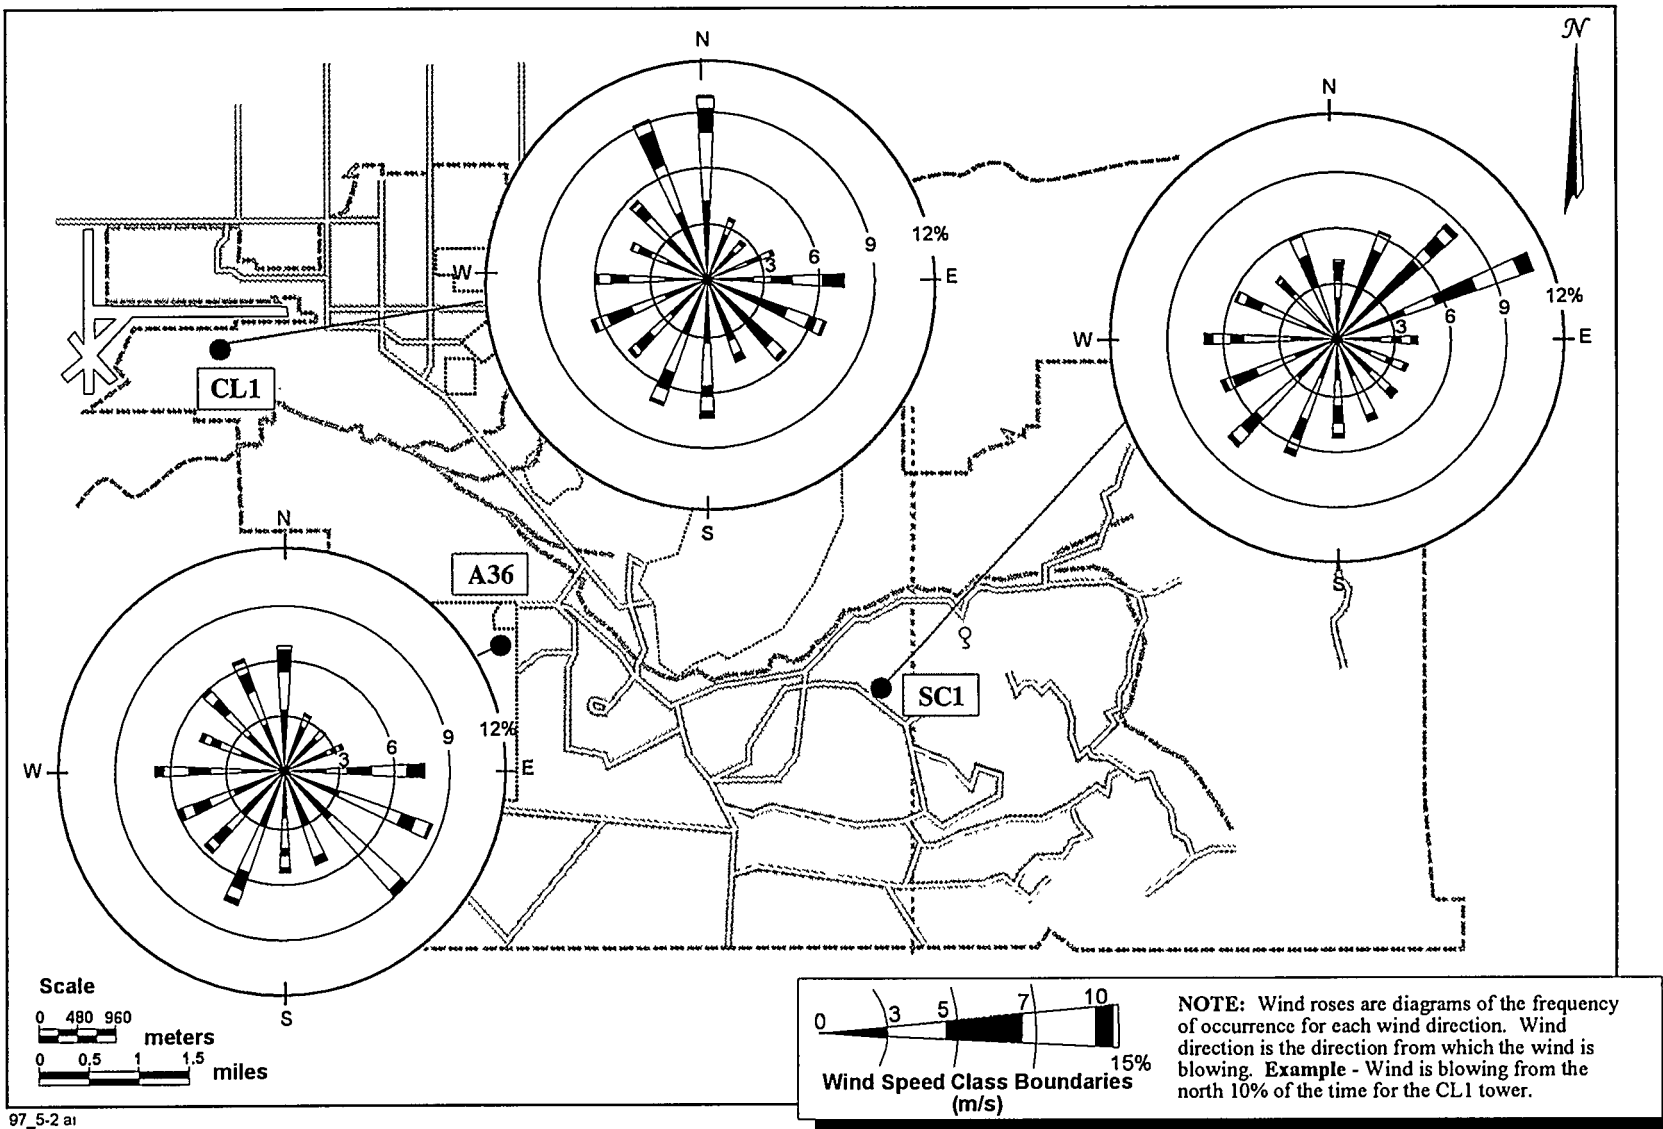 N
N
N
9
12%
6
3
W
E
S
CL1
9
12%
6
3
W
E
S
A36
N
12%
9
6
3
W
E
S
SC1
Scale
0 480 960
meters
0 0.5 1 1.5
miles
0 3 5 7 10
15%
Wind Speed Class Boundaries
(m/s)
NOTE: Wind roses are diagrams of the frequency
of occurrence for each wind direction. Wind
direction is the direction from which the wind is
blowing. Example - Wind is blowing from the
north 10% of the time for the CL1 tower.
97_5-2 ai